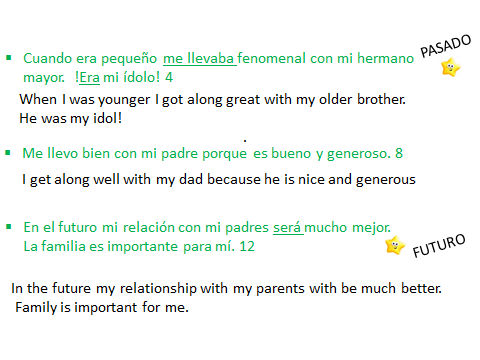 Cuando era pequeño me llevaba fenomenal con mi hermano
mayor. !Era mi ídolo! 4
PASADO
When I was younger I got along great with my older brother.
He was my idol!
Me llevo bien con mi padre porque es bueno y generoso. 8
I get along well with my dad because he is nice and generous
En el futuro mi relación con mi padres será mucho mejor.
La familia es importante para mí. 12
FUTURO
In the future my relationship with my parents with be much better.
Family is important for me.